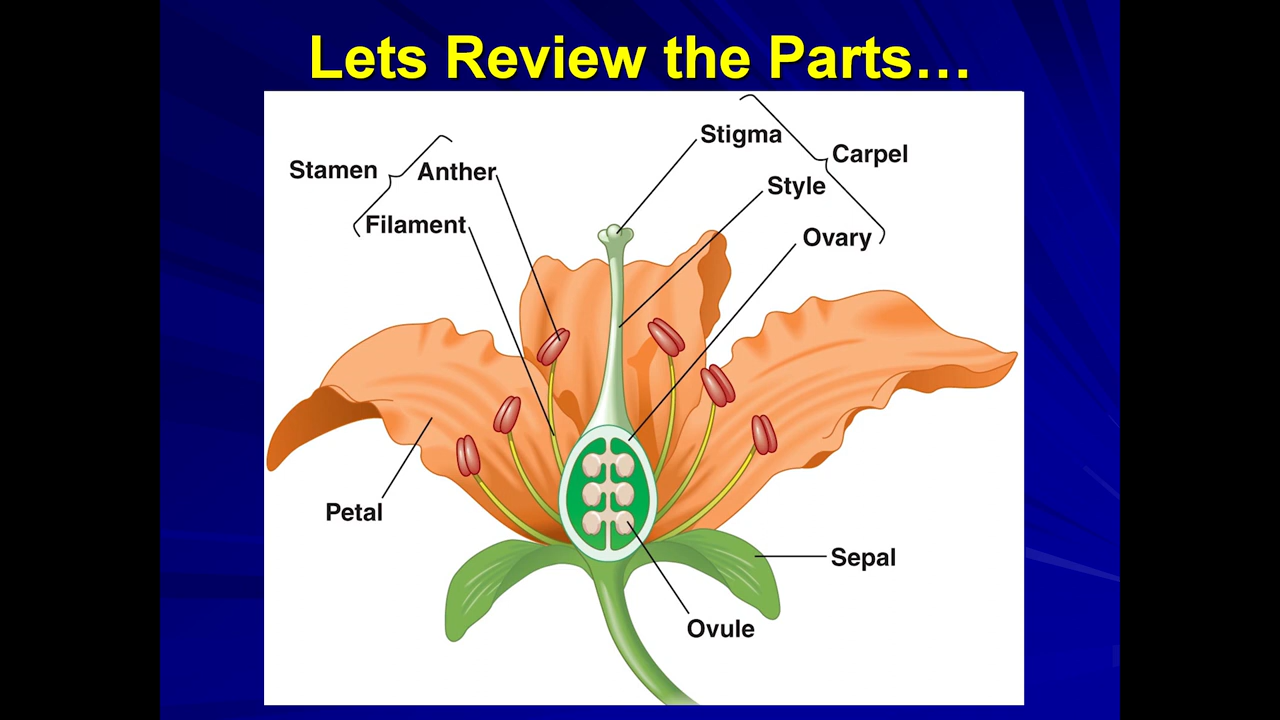 Lets Review the Parts…
Stigma
Carpel
Stamen
Anther
Style
Filament
Ovary
Petal
Sepal
Ovule